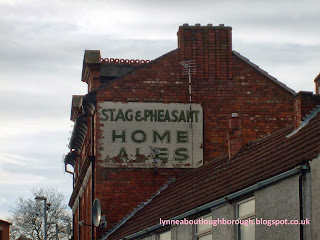 STAG & PHEASANT
HOME
ALES
lynneaboutloughborough.blogspot.co.uk